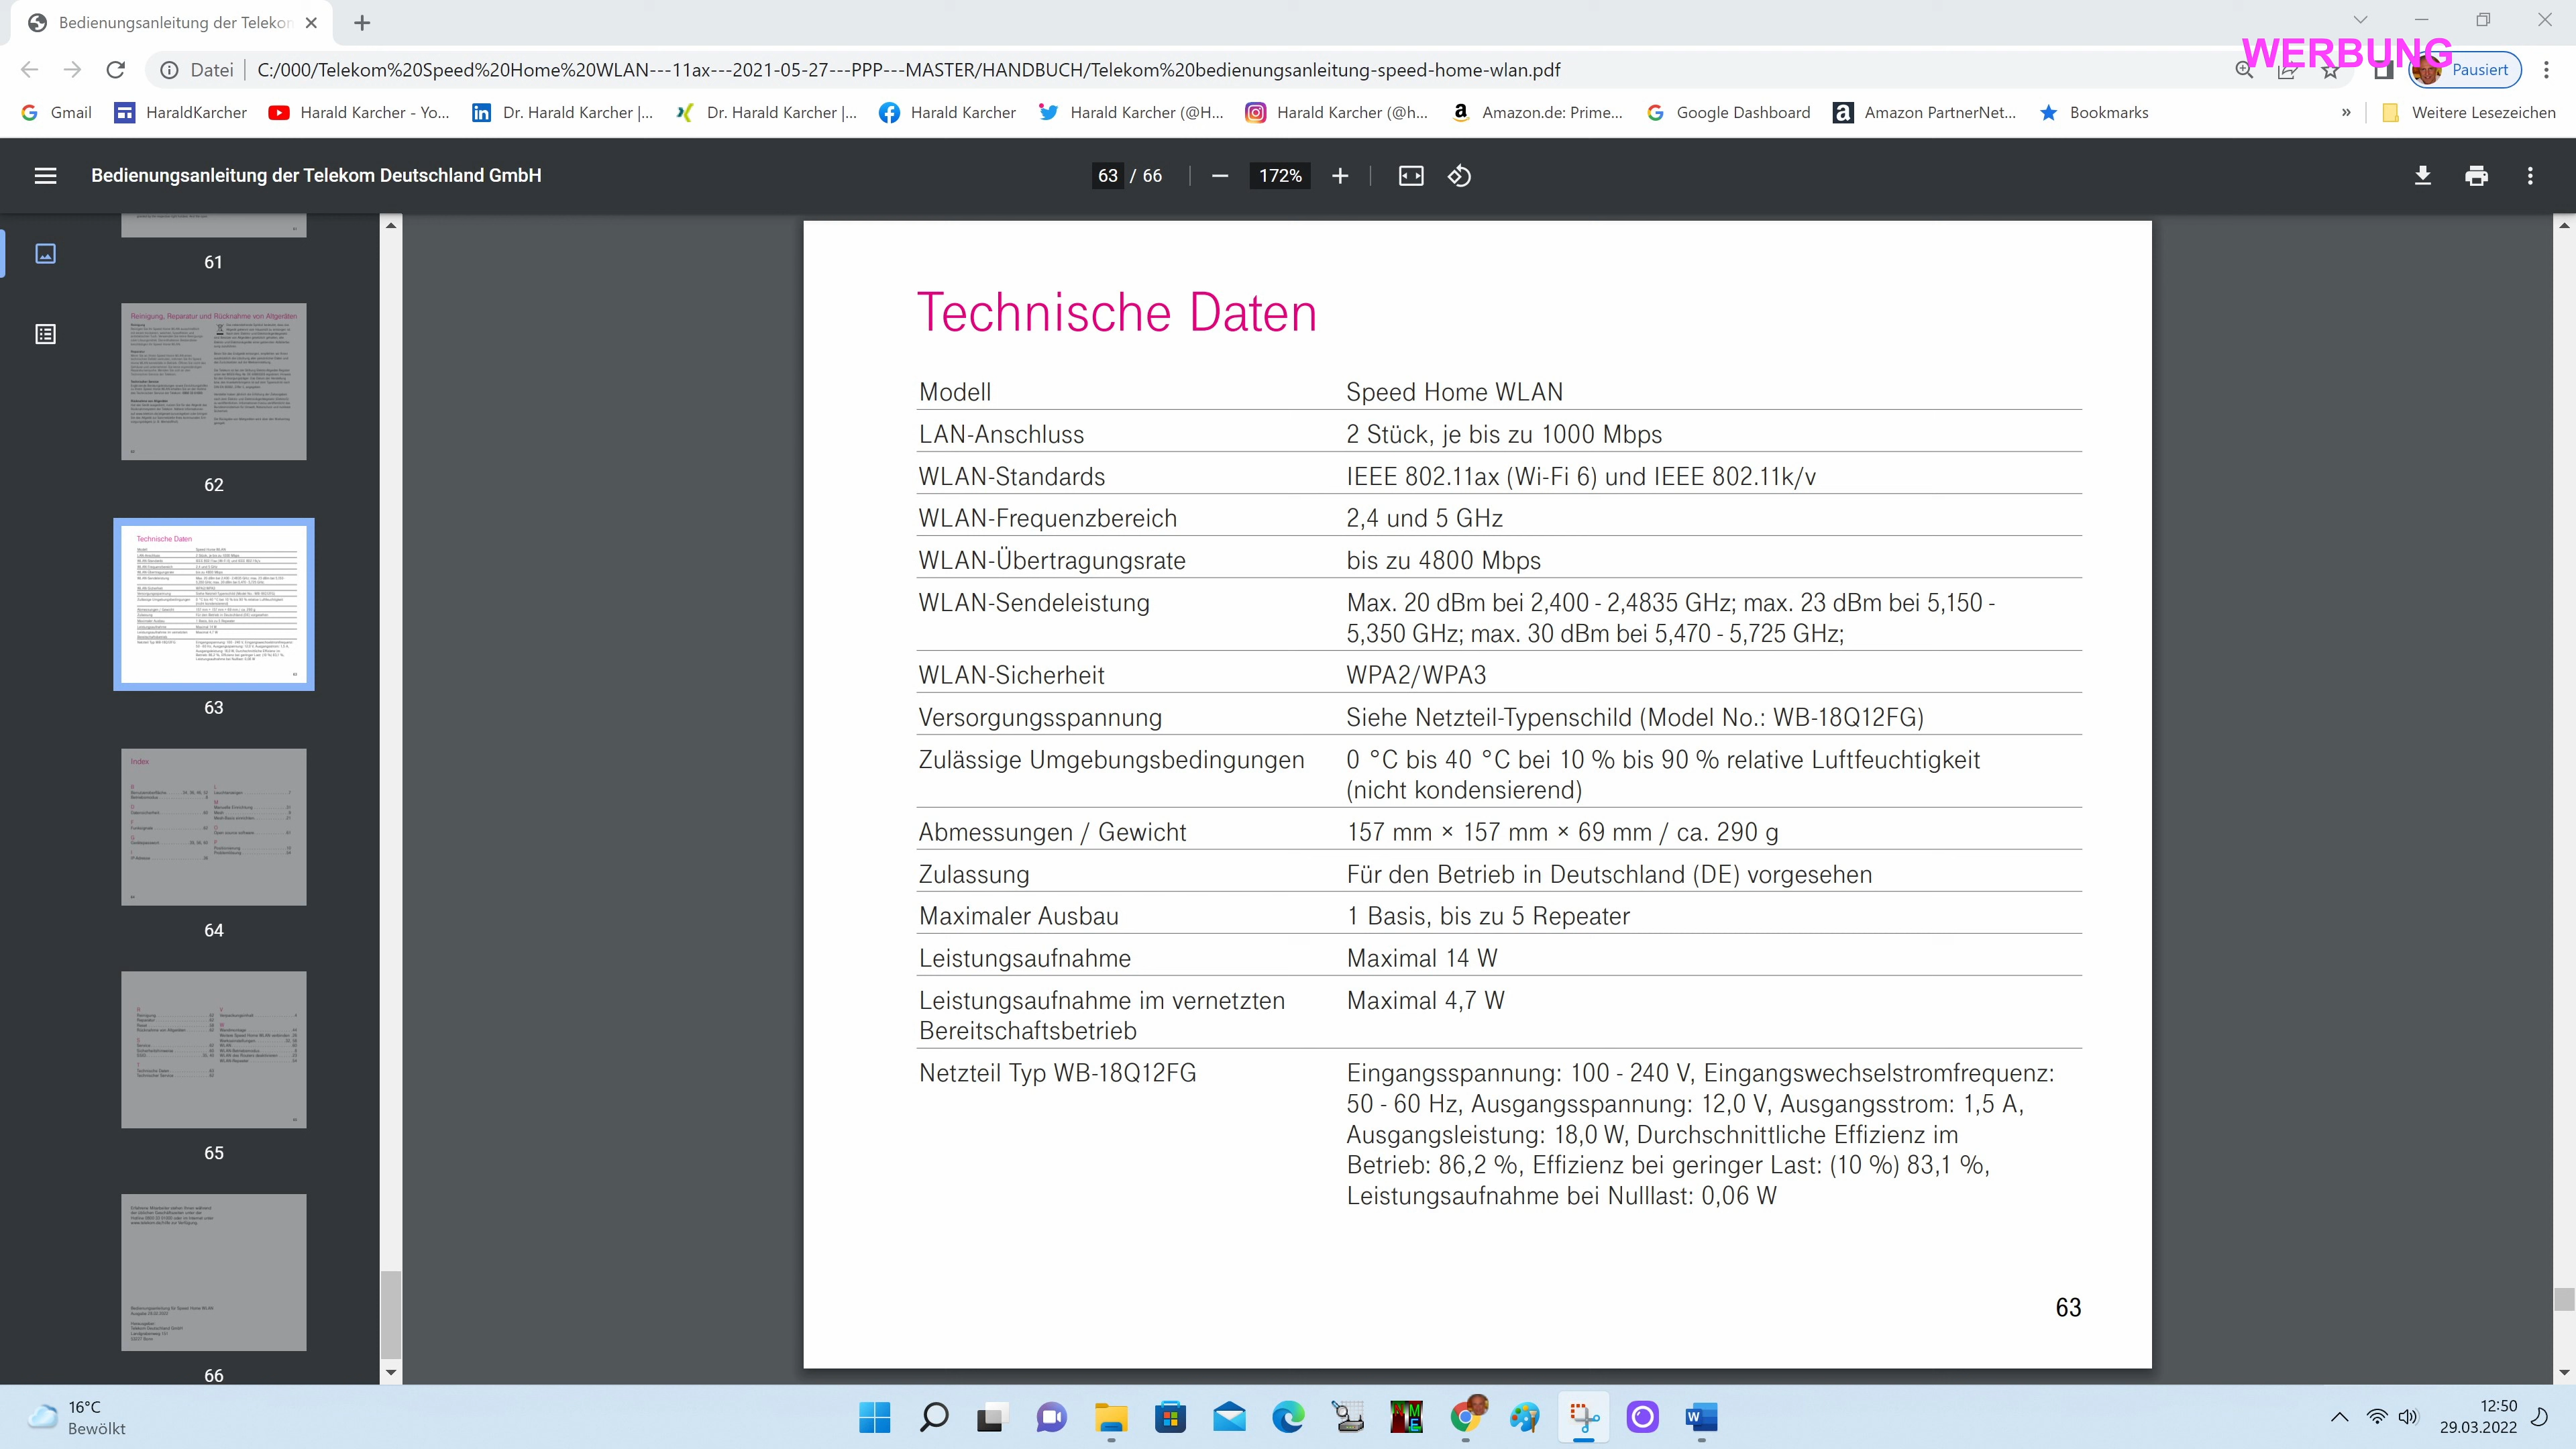 Bedienungsanleitung der Telekom
WERBUNG
Datei
C:/000/Telekom%20Speed%20Home%20WLAN---11ax---2021-05-27---PPP---MASTER/HANDBUCH/Telekom%20bedienungsanleitung-speed-home-wlan.pdf
Pausiert
Gmail
HaraldKarcher
Harald Karcher - Yo...
Dr. Harald Karcher |...
Dr. Harald Karcher |...
Harald Karcher
Harald Karcher (@H...
Harald Karcher (@h...
Amazon.de: Prime...
Google Dashboard
Amazon PartnerNet...
Bookmarks
»
Weitere Lesezeichen
Bedienungsanleitung der Telekom Deutschland GmbH
63 / 66
172%
61
Reinigung, Reparatur und Rücknahme von Altgeräten
62
Technische Daten
63
Index
64
65
66
Technische Daten
Modell Speed Home WLAN
LAN-Anschluss 2 Stück, je bis zu 1000 Mbps
WLAN-Standards IEEE 802.11ax (Wi-Fi 6) und IEEE 802.11k/v
WLAN-Frequenzbereich 2,4 und 5 GHz
WLAN-Übertragungsrate bis zu 4800 Mbps
WLAN-Sendeleistung Max. 20 dBm bei 2,400 - 2,4835 GHz; max. 23 dBm bei 5,150 -
5,350 GHz; max. 30 dBm bei 5,470 - 5,725 GHz;
WLAN-Sicherheit WPA2/WPA3
Versorgungsspannung Siehe Netzteil-Typenschild (Model No.: WB-18Q12FG)
Zulässige Umgebungsbedingungen 0 °C bis 40 °C bei 10 % bis 90 % relative Luftfeuchtigkeit
(nicht kondensierend)
Abmessungen / Gewicht 157 mm × 157 mm × 69 mm / ca. 290 g
Zulassung Für den Betrieb in Deutschland (DE) vorgesehen
Maximaler Ausbau 1 Basis, bis zu 5 Repeater
Leistungsaufnahme Maximal 14 W
Leistungsaufnahme im vernetzten Maximal 4,7 W
Bereitschaftsbetrieb
Netzteil Typ WB-18Q12FG Eingangsspannung: 100 - 240 V, Eingangswechselstromfrequenz:
50 - 60 Hz, Ausgangsspannung: 12,0 V, Ausgangsstrom: 1,5 A,
Ausgangsleistung: 18,0 W, Durchschnittliche Effizienz im
Betrieb: 86,2 %, Effizienz bei geringer Last: (10 %) 83,1 %,
Leistungsaufnahme bei Nulllast: 0,06 W
63
16°C
Bewölkt
12:50
29.03.2022